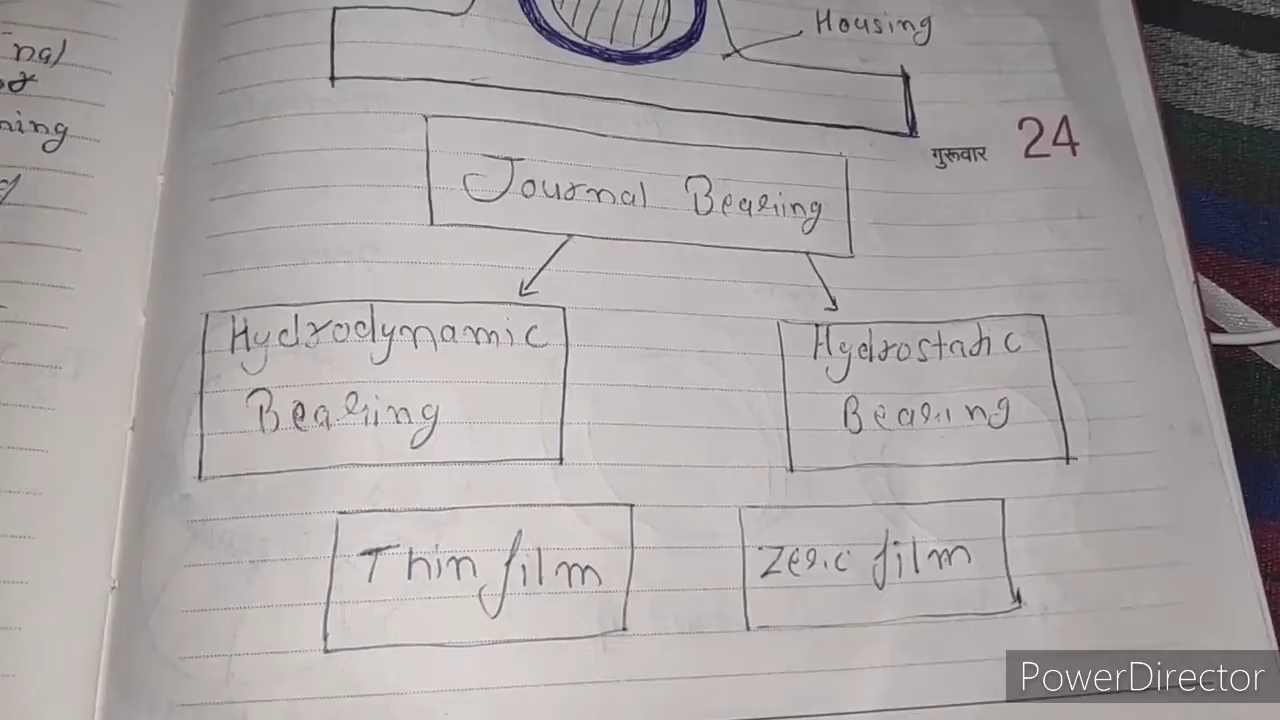 Housing
गुरूवार 24
Journal Bearing
Hydrodynamic
Bearing
Hydrostatic
Bearing
Thin film
Zero film
PowerDirector